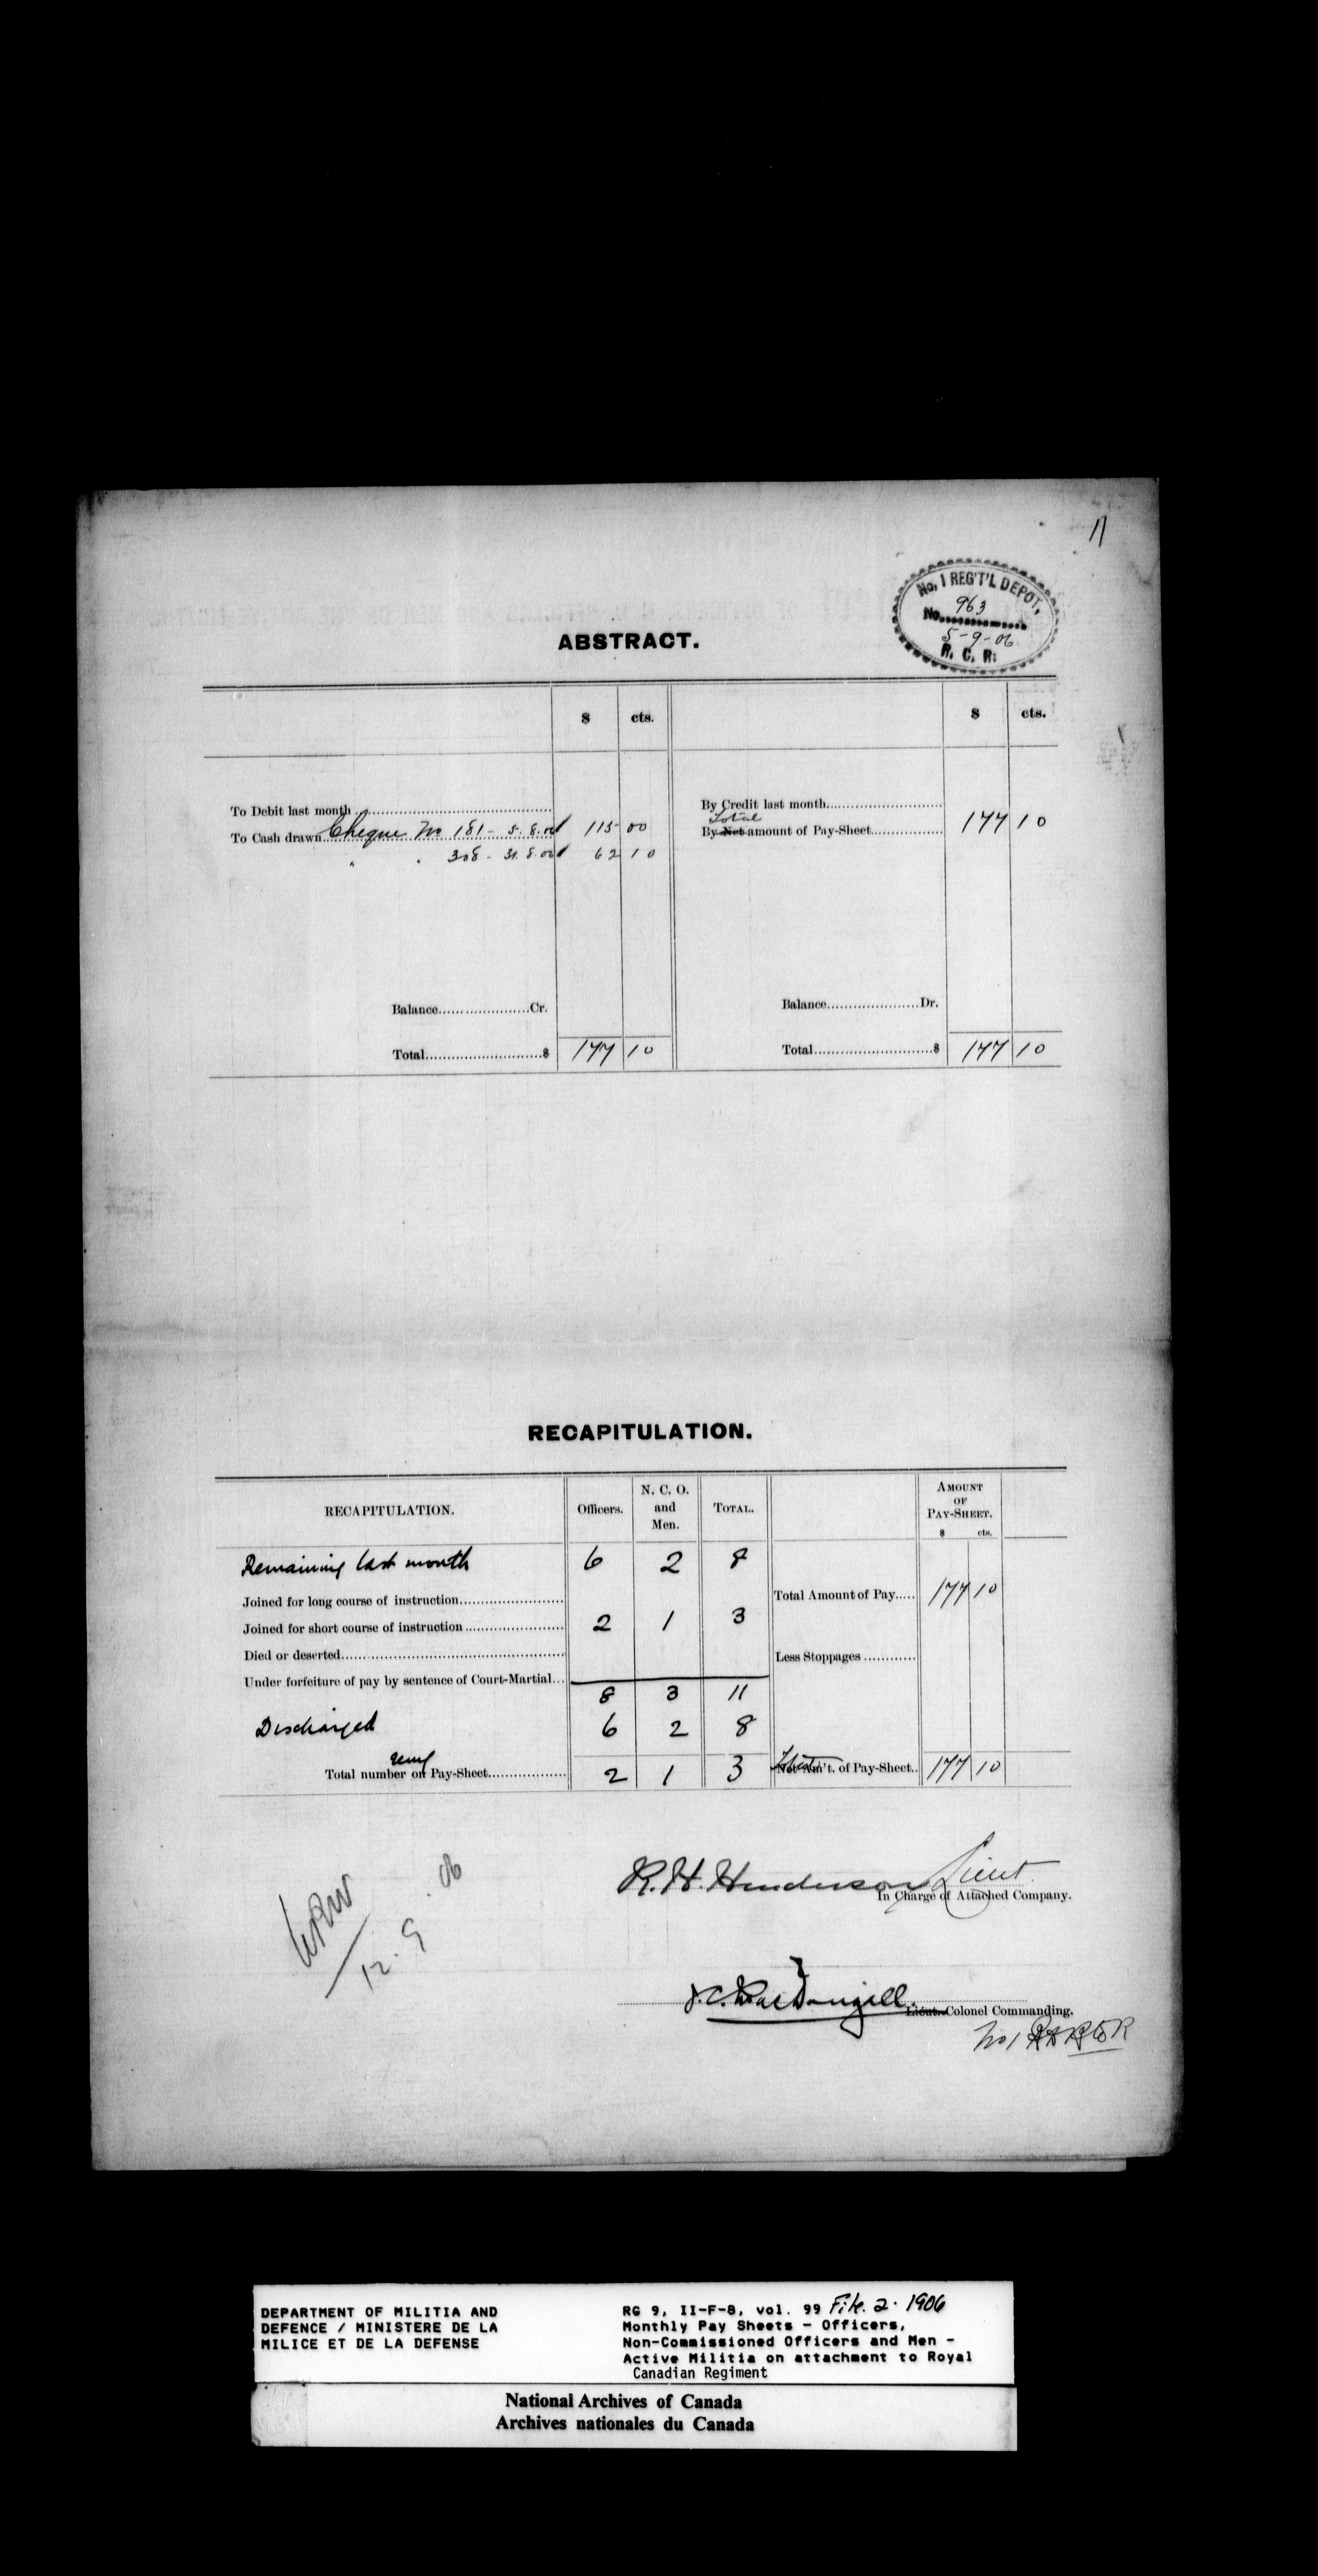 11
No. 1 REG'T'L DEPOT,
No. 963
5-9-06
R. C. R.
ABSTRACT.
$ cts. $ cts.
To Debit last month By Credit last month
Total
To Cash drawn Cheque No 181 - 5.8.06 115 00 By Net amount of Pay-Sheet 177 10
" " 308 - 31.8.06 62 10
Balance Cr. Balance Dr.
Total $ 177 10 Total $ 177 10
RECAPITULATION.
RECAPITULATION. Officers. N. C. O. and Men. TOTAL. AMOUNT OF PAY-SHEET.
$ cts.
Remaining last month 6 2 8
Joined for long course of instruction Total Amount of Pay 177 10
Joined for short course of instruction 2 1 3
Died or deserted Less Stoppages
Under forfeiture of pay by sentence of Court-Martial
8 3 11
Discharged 6 2 8
Total number on Pay-Sheet 2 1 3 Total Net Am't. of Pay-Sheet 177 10
R. H. Henderson Lieut
In Charge of Attached Company.
12.9.06
J. C. MacDougall
Lieut.-Colonel Commanding.
No 1
DEPARTMENT OF MILITIA AND
DEFENCE / MINISTERE DE LA
MILICE ET DE LA DEFENSE
RG 9, II-F-8, vol. 99 File. 2. 1906
Monthly Pay Sheets - Officers,
Non-Commissioned Officers and Men -
Active Militia on attachment to Royal
Canadian Regiment
National Archives of Canada
Archives nationales du Canada